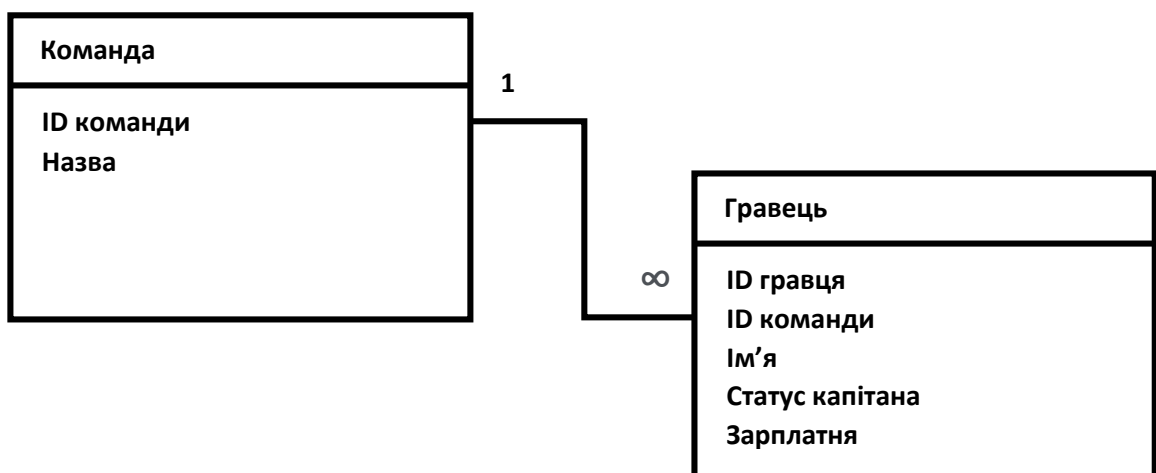 Команда
1
ID команди
Назва
Гравець
∞
ID гравця
ID команди
Ім’я
Статус капітана
Зарплатня